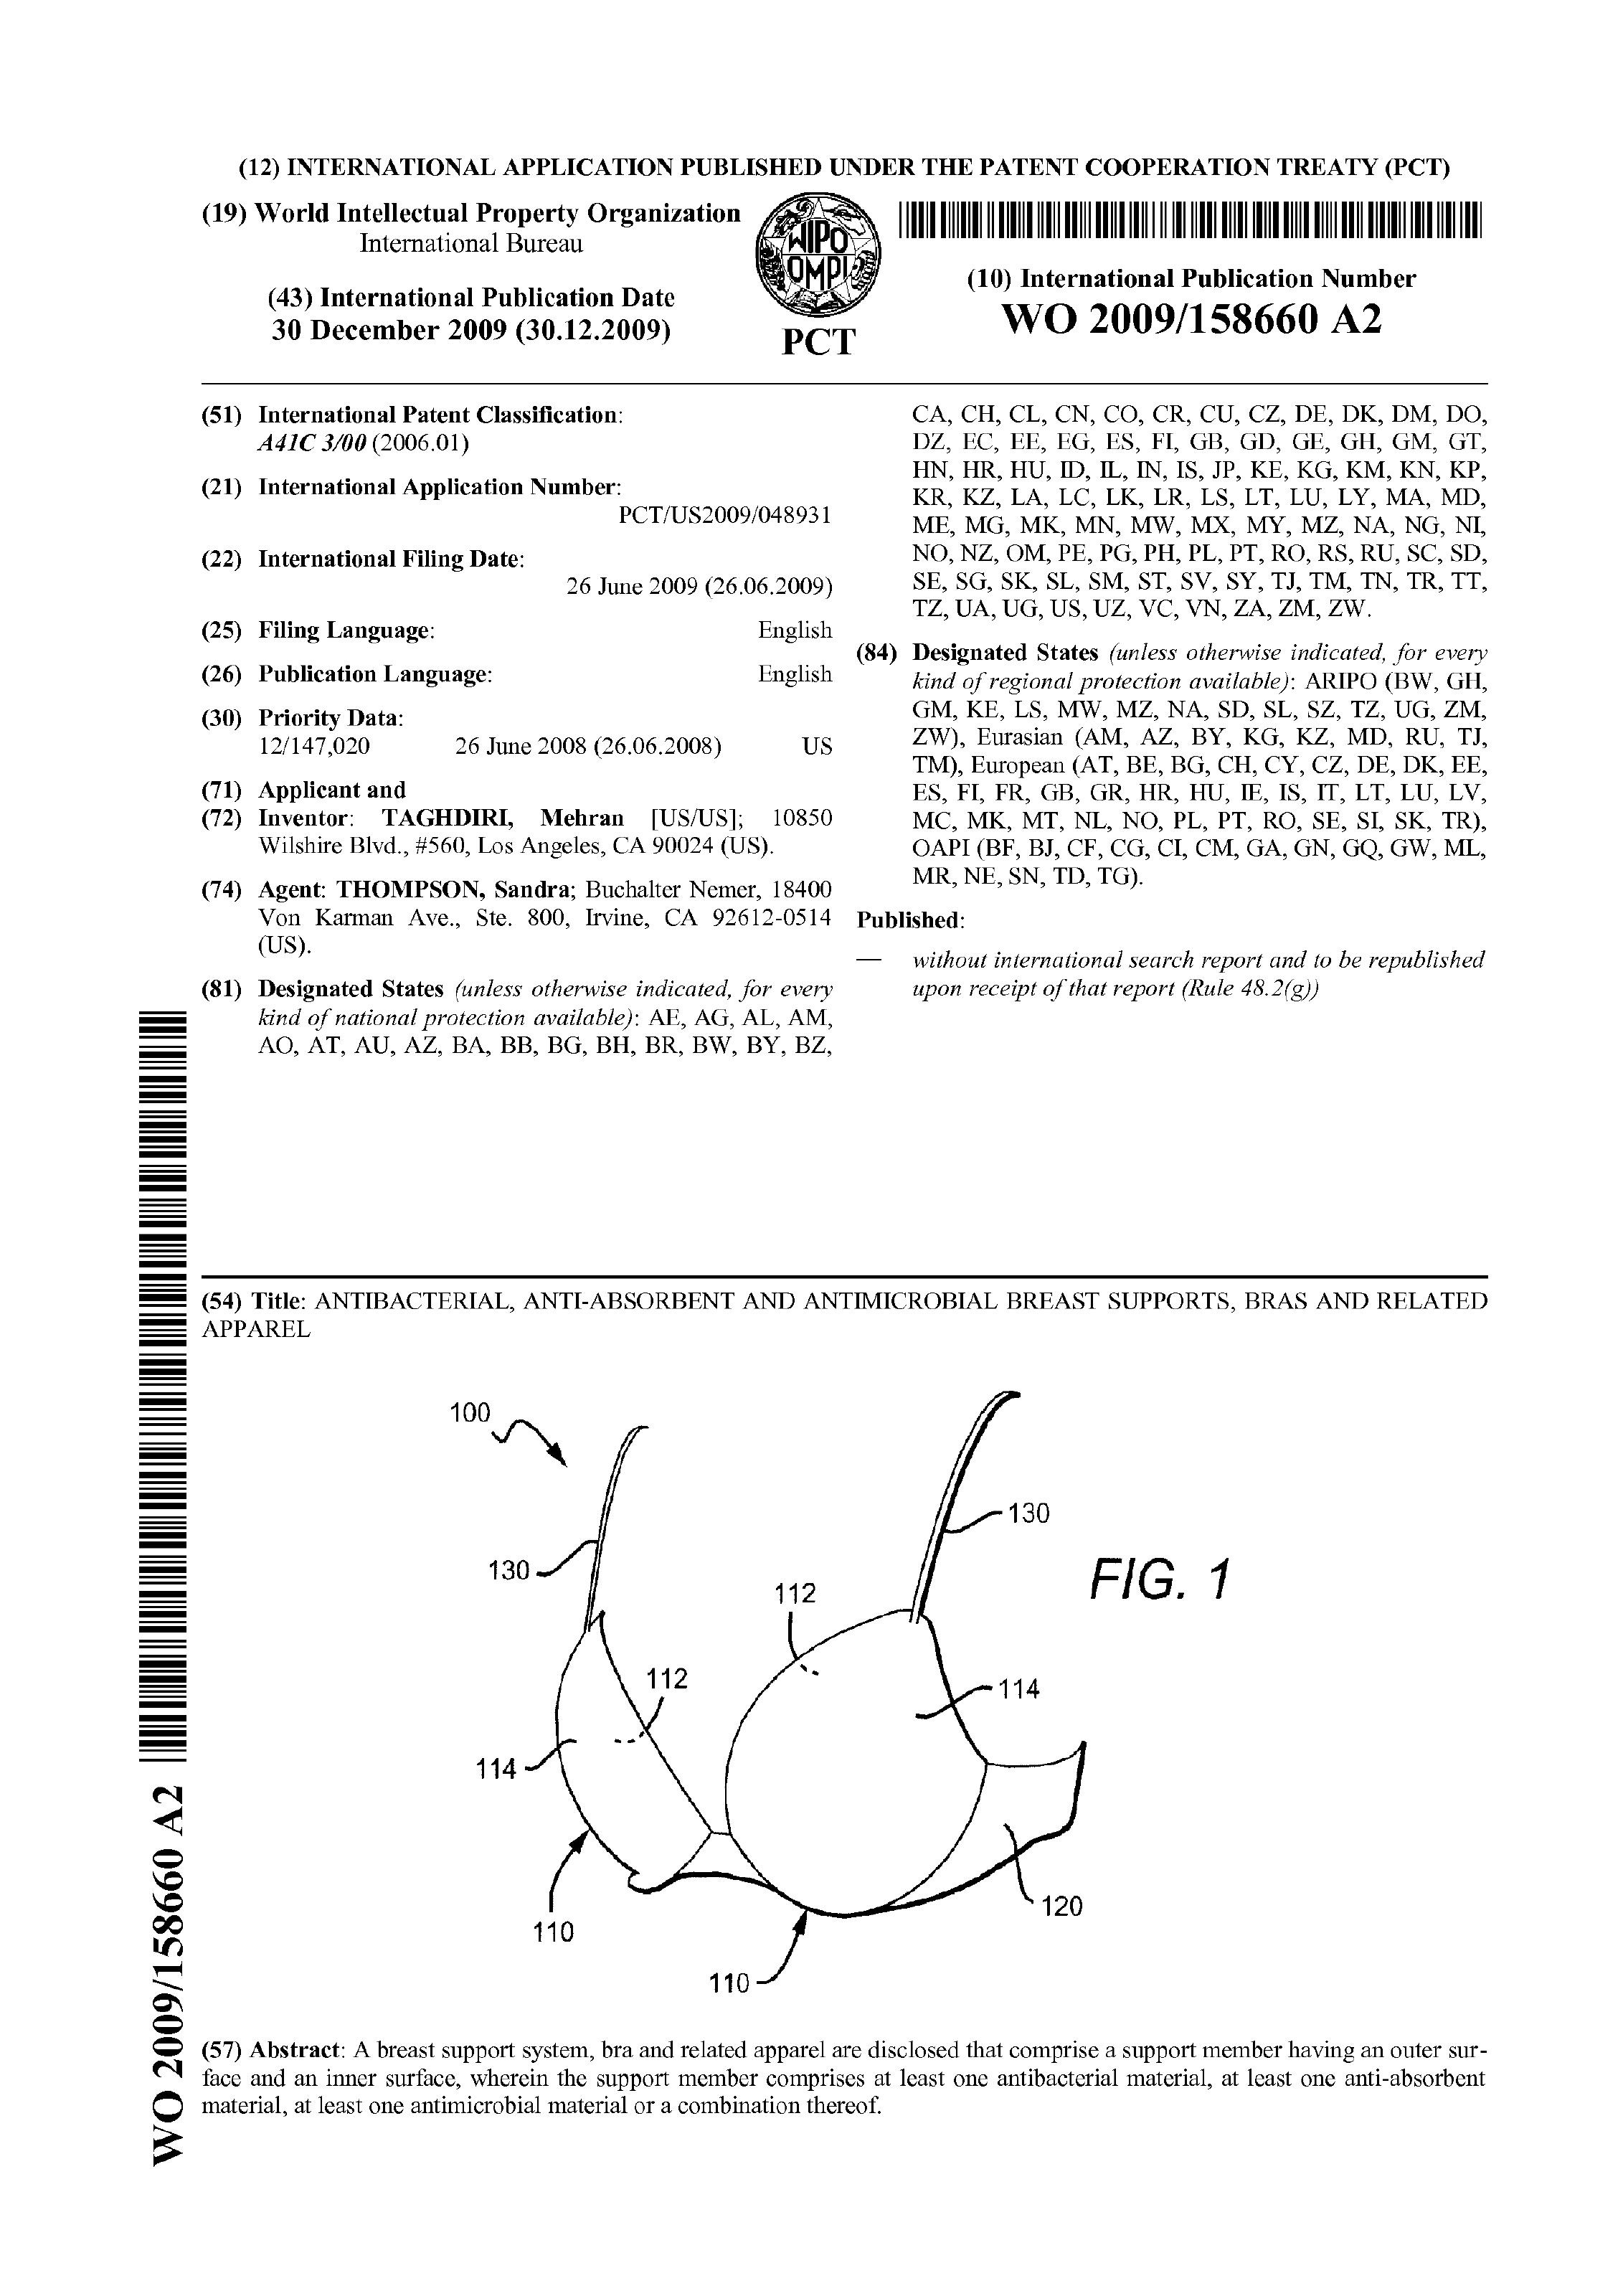 (12) INTERNATIONAL APPLICATION PUBLISHED UNDER THE PATENT COOPERATION TREATY (PCT)
(19) World Intellectual Property Organization
International Bureau
(43) International Publication Date
30 December 2009 (30.12.2009)
WIPO
OMPI
PCT
(10) International Publication Number
WO 2009/158660 A2
(51) International Patent Classification:
A41C 3/00 (2006.01)
(21) International Application Number:
PCT/US2009/048931
(22) International Filing Date:
26 June 2009 (26.06.2009)
(25) Filing Language: English
(26) Publication Language: English
(30) Priority Data:
12/147,020 26 June 2008 (26.06.2008) US
(71) Applicant and
(72) Inventor: TAGHDIRI, Mehran [US/US]; 10850
Wilshire Blvd., #560, Los Angeles, CA 90024 (US).
(74) Agent: THOMPSON, Sandra; Buchalter Nemer, 18400
Von Karman Ave., Ste. 800, Irvine, CA 92612-0514
(US).
(81) Designated States (unless otherwise indicated, for every
kind of national protection available): AE, AG, AL, AM,
AO, AT, AU, AZ, BA, BB, BG, BH, BR, BW, BY, BZ,
CA, CH, CL, CN, CO, CR, CU, CZ, DE, DK, DM, DO,
DZ, EC, EE, EG, ES, FI, GB, GD, GE, GH, GM, GT,
HN, HR, HU, ID, IL, IN, IS, JP, KE, KG, KM, KN, KP,
KR, KZ, LA, LC, LK, LR, LS, LT, LU, LY, MA, MD,
ME, MG, MK, MN, MW, MX, MY, MZ, NA, NG, NI,
NO, NZ, OM, PE, PG, PH, PL, PT, RO, RS, RU, SC, SD,
SE, SG, SK, SL, SM, ST, SV, SY, TJ, TM, TN, TR, TT,
TZ, UA, UG, US, UZ, VC, VN, ZA, ZM, ZW.
(84) Designated States (unless otherwise indicated, for every
kind of regional protection available): ARIPO (BW, GH,
GM, KE, LS, MW, MZ, NA, SD, SL, SZ, TZ, UG, ZM,
ZW), Eurasian (AM, AZ, BY, KG, KZ, MD, RU, TJ,
TM), European (AT, BE, BG, CH, CY, CZ, DE, DK, EE,
ES, FI, FR, GB, GR, HR, HU, IE, IS, IT, LT, LU, LV,
MC, MK, MT, NL, NO, PL, PT, RO, SE, SI, SK, TR),
OAPI (BF, BJ, CF, CG, CI, CM, GA, GN, GQ, GW, ML,
MR, NE, SN, TD, TG).
Published:
— without international search report and to be republished
upon receipt of that report (Rule 48.2(g))
(54) Title: ANTIBACTERIAL, ANTI-ABSORBENT AND ANTIMICROBIAL BREAST SUPPORTS, BRAS AND RELATED
APPAREL
100
130
130
FIG. 1
112
112
114
114
120
110
110
(57) Abstract: A breast support system, bra and related apparel are disclosed that comprise a support member having an outer sur-
face and an inner surface, wherein the support member comprises at least one antibacterial material, at least one anti-absorbent
material, at least one antimicrobial material or a combination thereof.
WO 2009/158660 A2